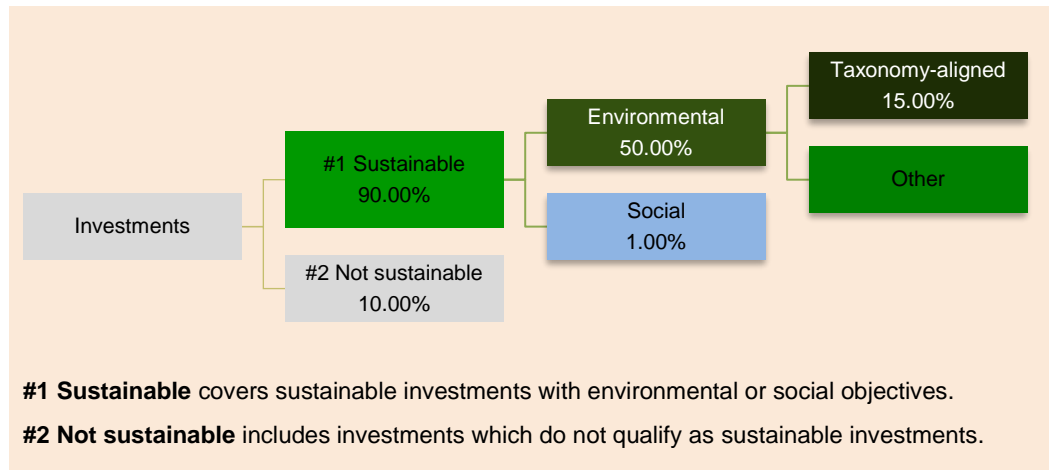 Investments
#1 Sustainable
90.00%
#2 Not sustainable
10.00%
Environmental
50.00%
Social
1.00%
Taxonomy-aligned
15.00%
Other
#1 Sustainable covers sustainable investments with environmental or social objectives.
#2 Not sustainable includes investments which do not qualify as sustainable investments.